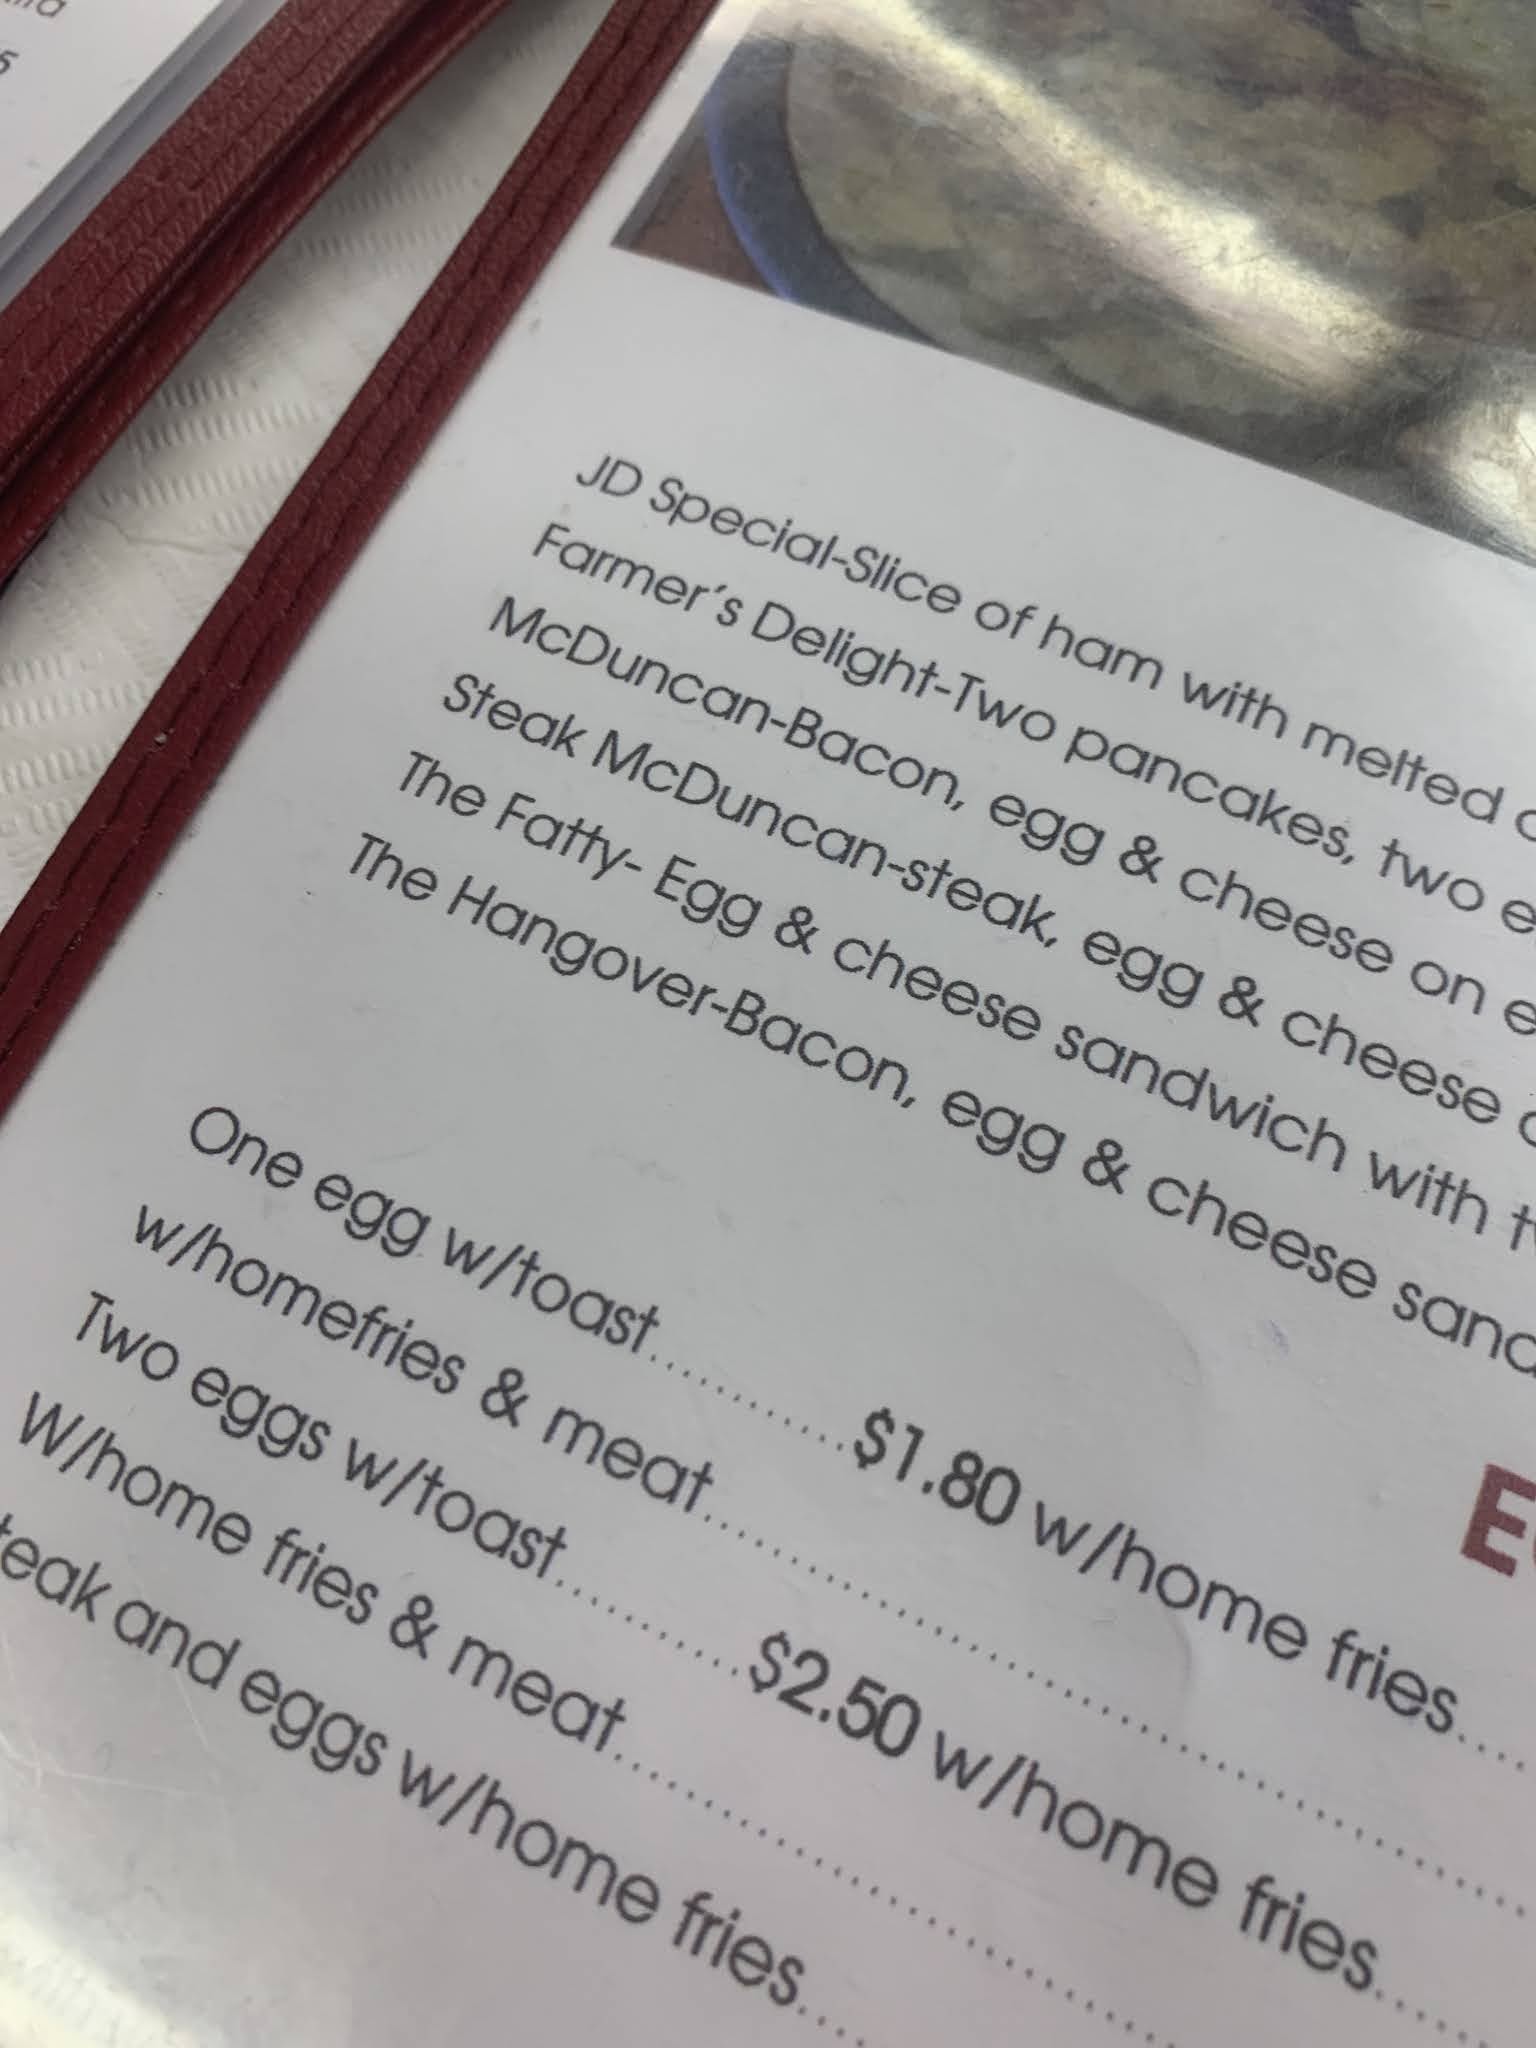 5
JD Special-Slice of ham with melted
Farmer's Delight-Two pancakes, two
McDuncan-Bacon, egg & cheese on
Steak McDuncan-steak, egg & cheese
The Fatty- Egg & cheese sandwich with
The Hangover-Bacon, egg & cheese
One egg w/toast..........$1.80 w/home fries....
w/homefries & meat..........
Two eggs w/toast..........$2.50 w/home fries....
W/home fries & meat..........
teak and eggs w/home fries....